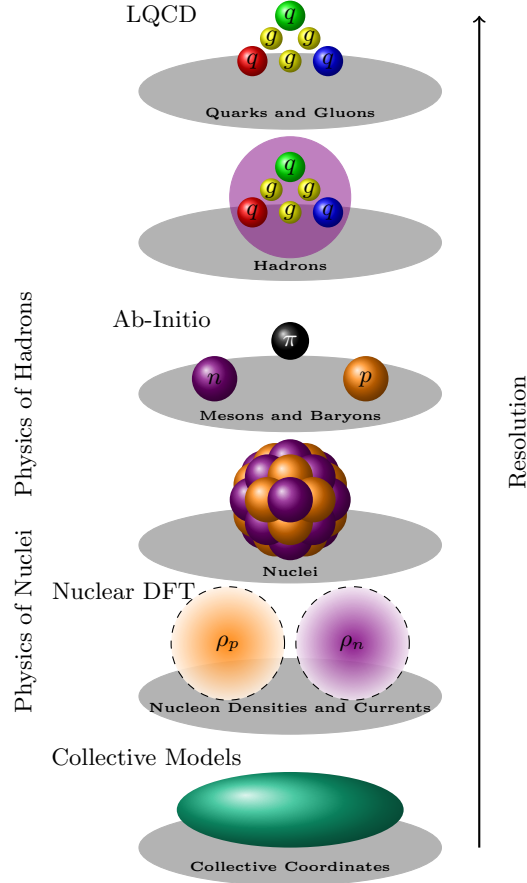 LQCD
q
g g
q g q
Quarks and Gluons
q
g g
q g q
Hadrons
Ab-Initio
π
n p
Mesons and Baryons
Physics of Hadrons
Resolution
Nuclei
Physics of Nuclei
Nuclear DFT
ρp ρn
Nucleon Densities and Currents
Collective Models
Collective Coordinates